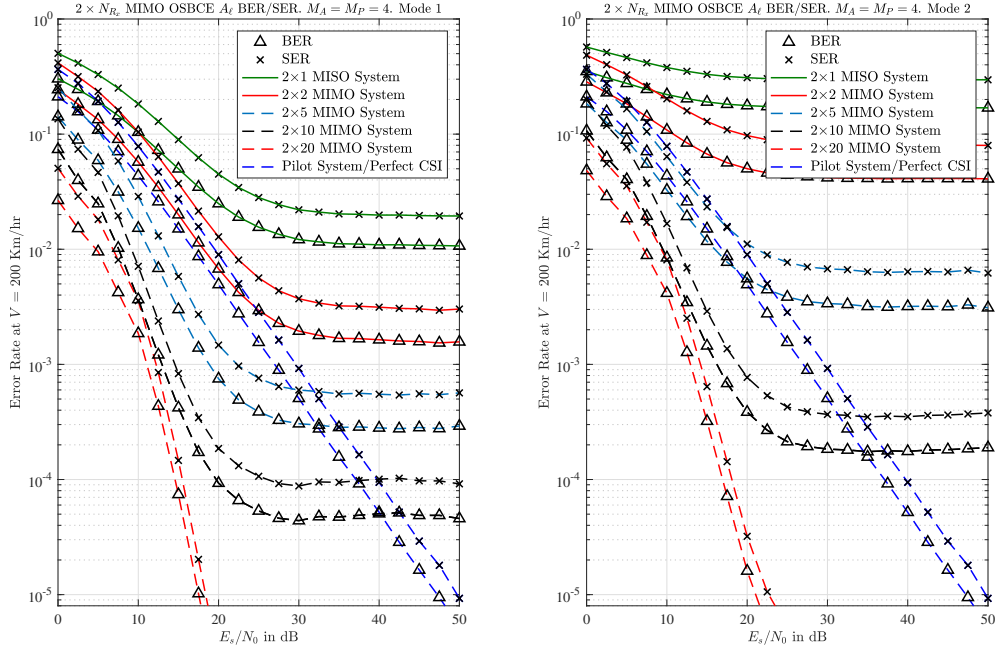 2 × N_{R_x} MIMO OSBCE A_ℓ BER/SER. M_A = M_P = 4. Mode 1
Error Rate at V = 200 Km/hr
10^0
10^{-1}
10^{-2}
10^{-3}
10^{-4}
10^{-5}
BER
SER
2×1 MISO System
2×2 MIMO System
2×5 MIMO System
2×10 MIMO System
2×20 MIMO System
Pilot System/Perfect CSI
0 10 20 30 40 50
E_s/N_0 in dB
2 × N_{R_x} MIMO OSBCE A_ℓ BER/SER. M_A = M_P = 4. Mode 2
Error Rate at V = 200 Km/hr
10^0
10^{-1}
10^{-2}
10^{-3}
10^{-4}
10^{-5}
BER
SER
2×1 MISO System
2×2 MIMO System
2×5 MIMO System
2×10 MIMO System
2×20 MIMO System
Pilot System/Perfect CSI
0 10 20 30 40 50
E_s/N_0 in dB